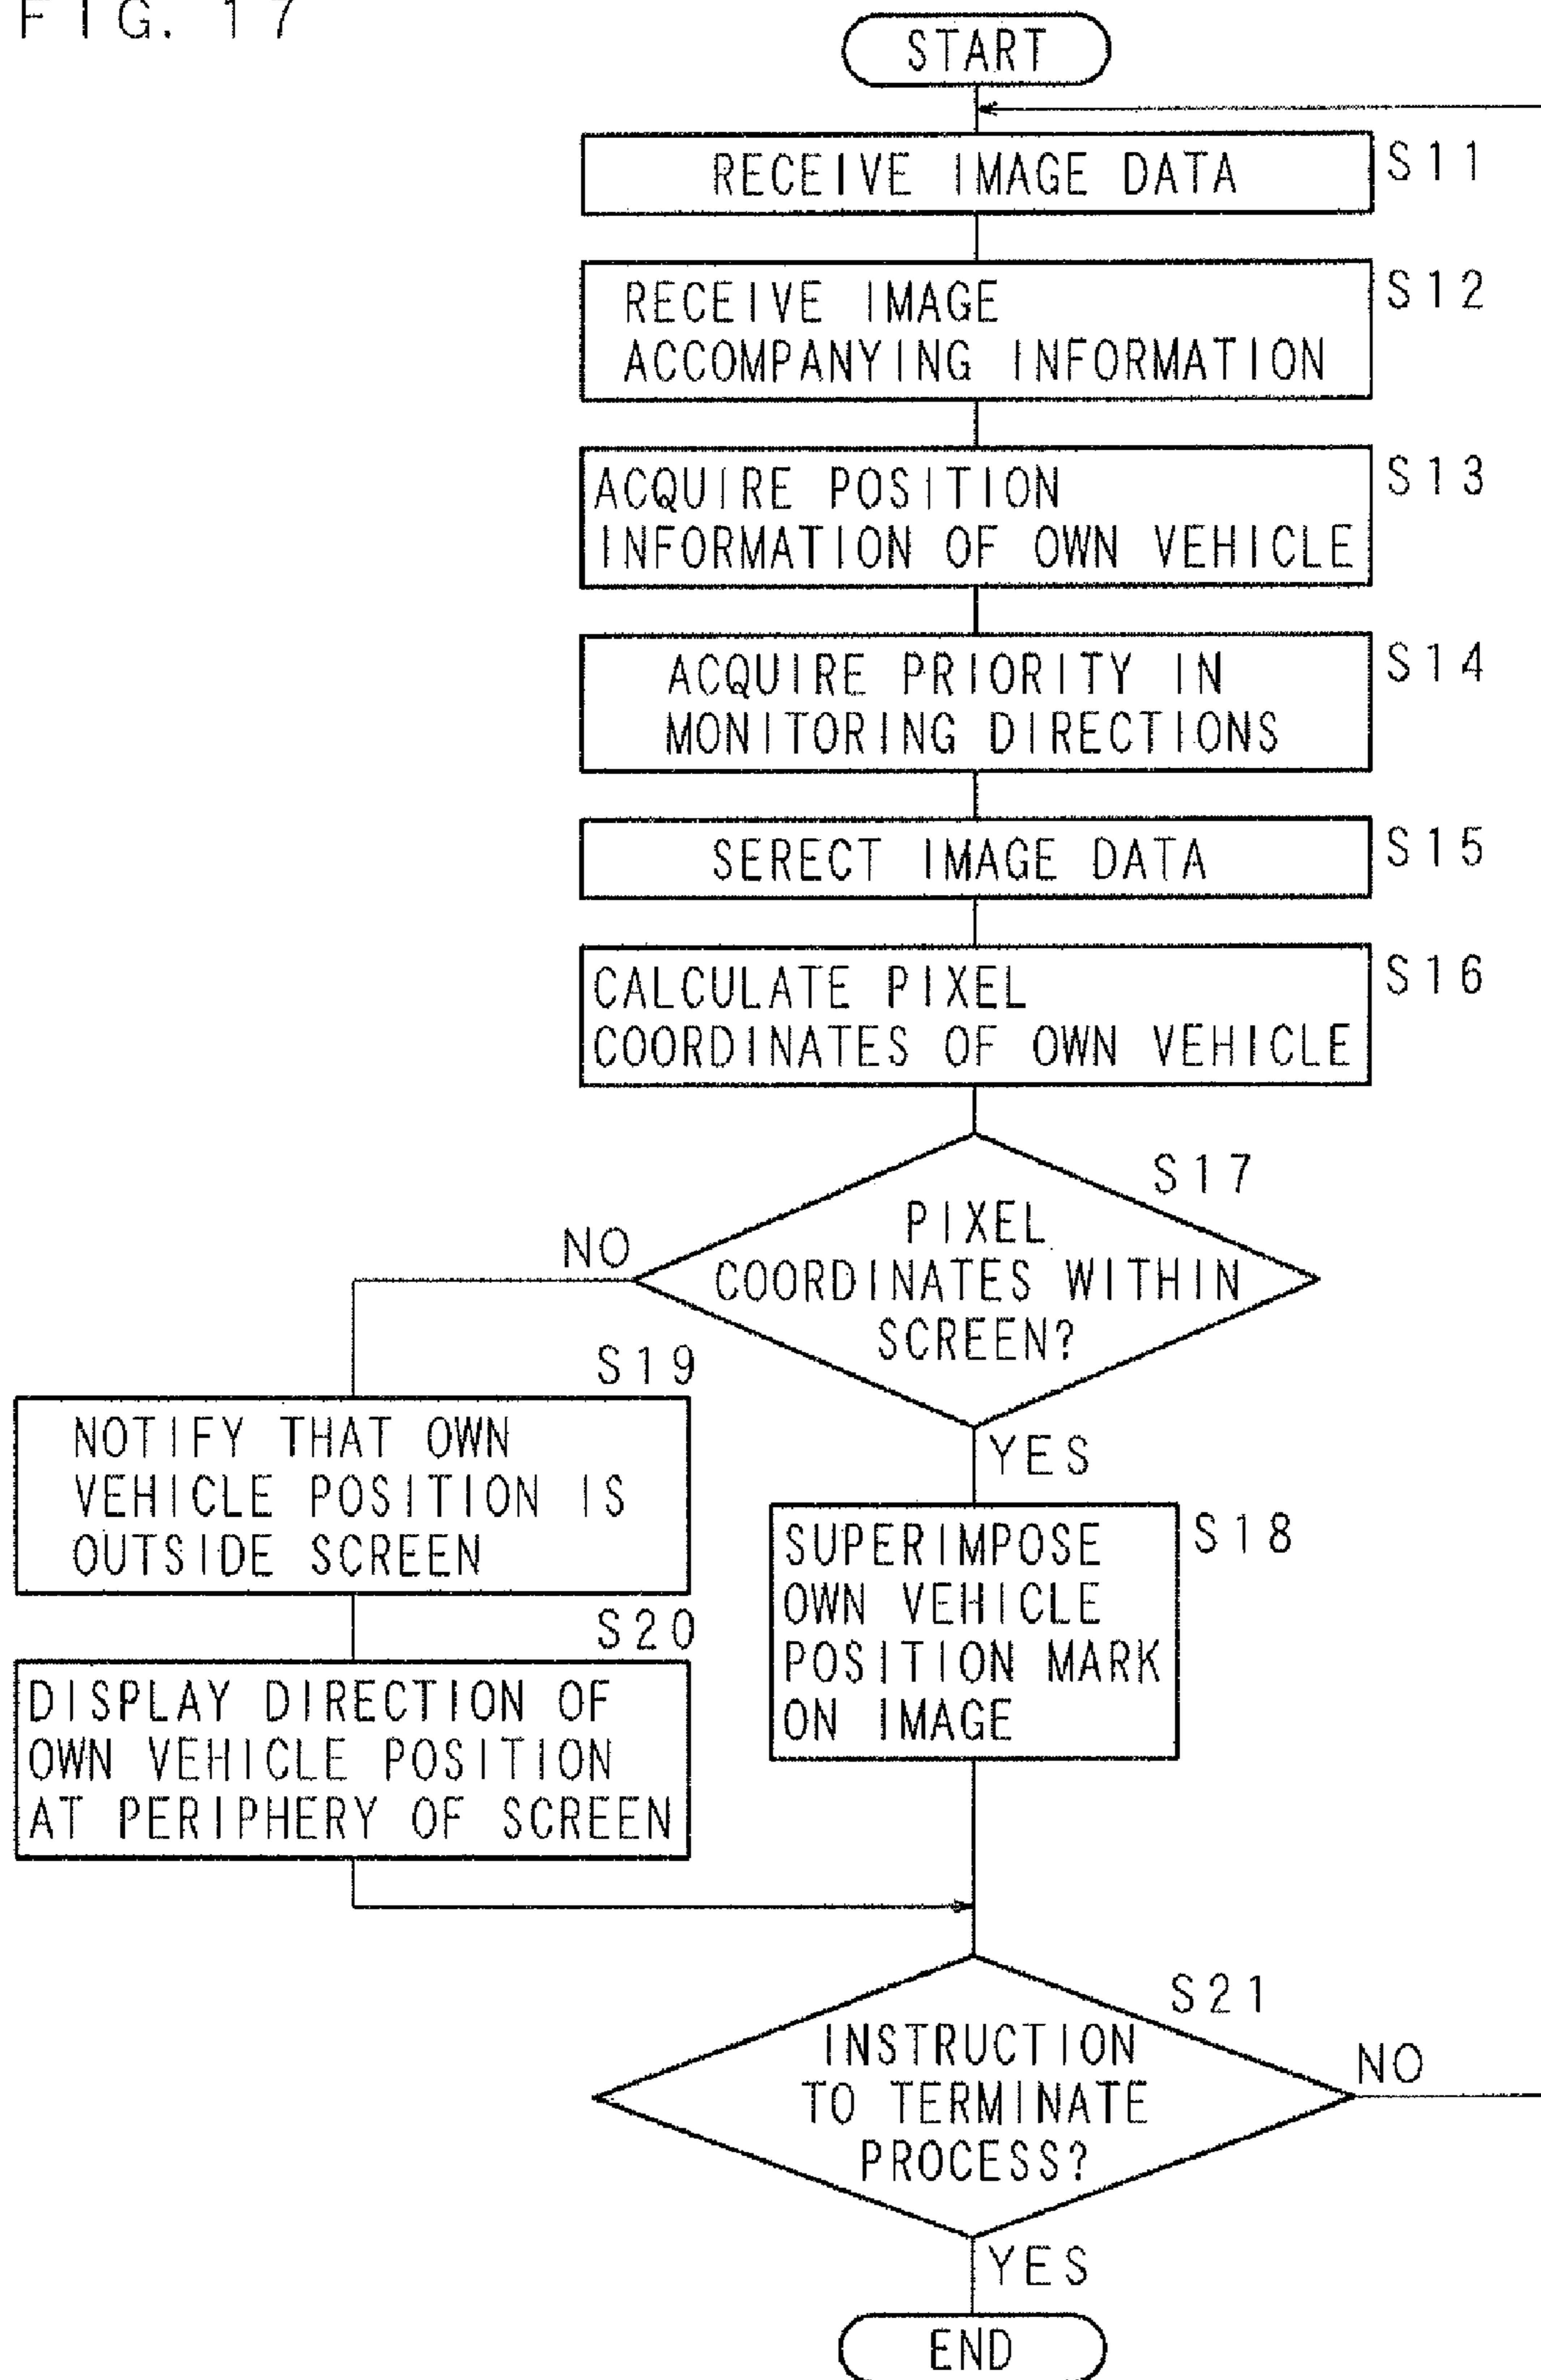 FIG. 17
START
RECEIVE IMAGE DATA
S11
RECEIVE IMAGE
ACCOMPANYING INFORMATION
S12
ACQUIRE POSITION
INFORMATION OF OWN VEHICLE
S13
ACQUIRE PRIORITY IN
MONITORING DIRECTIONS
S14
SERECT IMAGE DATA
S15
CALCULATE PIXEL
COORDINATES OF OWN VEHICLE
S16
S17
PIXEL
COORDINATES WITHIN
SCREEN?
NO
YES
S19
NOTIFY THAT OWN
VEHICLE POSITION IS
OUTSIDE SCREEN
S18
SUPERIMPOSE
OWN VEHICLE
POSITION MARK
ON IMAGE
S20
DISPLAY DIRECTION OF
OWN VEHICLE POSITION
AT PERIPHERY OF SCREEN
S21
INSTRUCTION
TO TERMINATE
PROCESS?
NO
YES
END